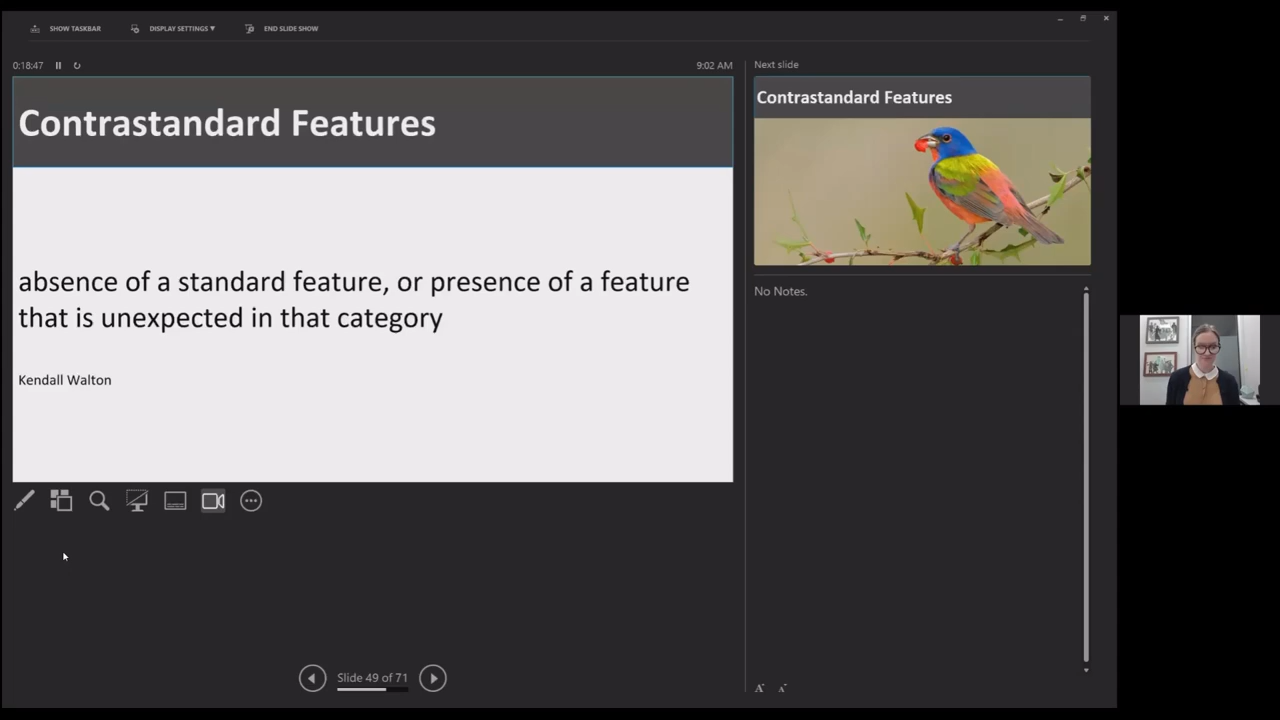 SHOW TASKBAR
DISPLAY SETTINGS ▼
END SLIDE SHOW
0:18:47
9:02 AM
Contrastandard Features
absence of a standard feature, or presence of a feature
that is unexpected in that category
Kendall Walton
Slide 49 of 71
Next slide
Contrastandard Features
No Notes.
A
A